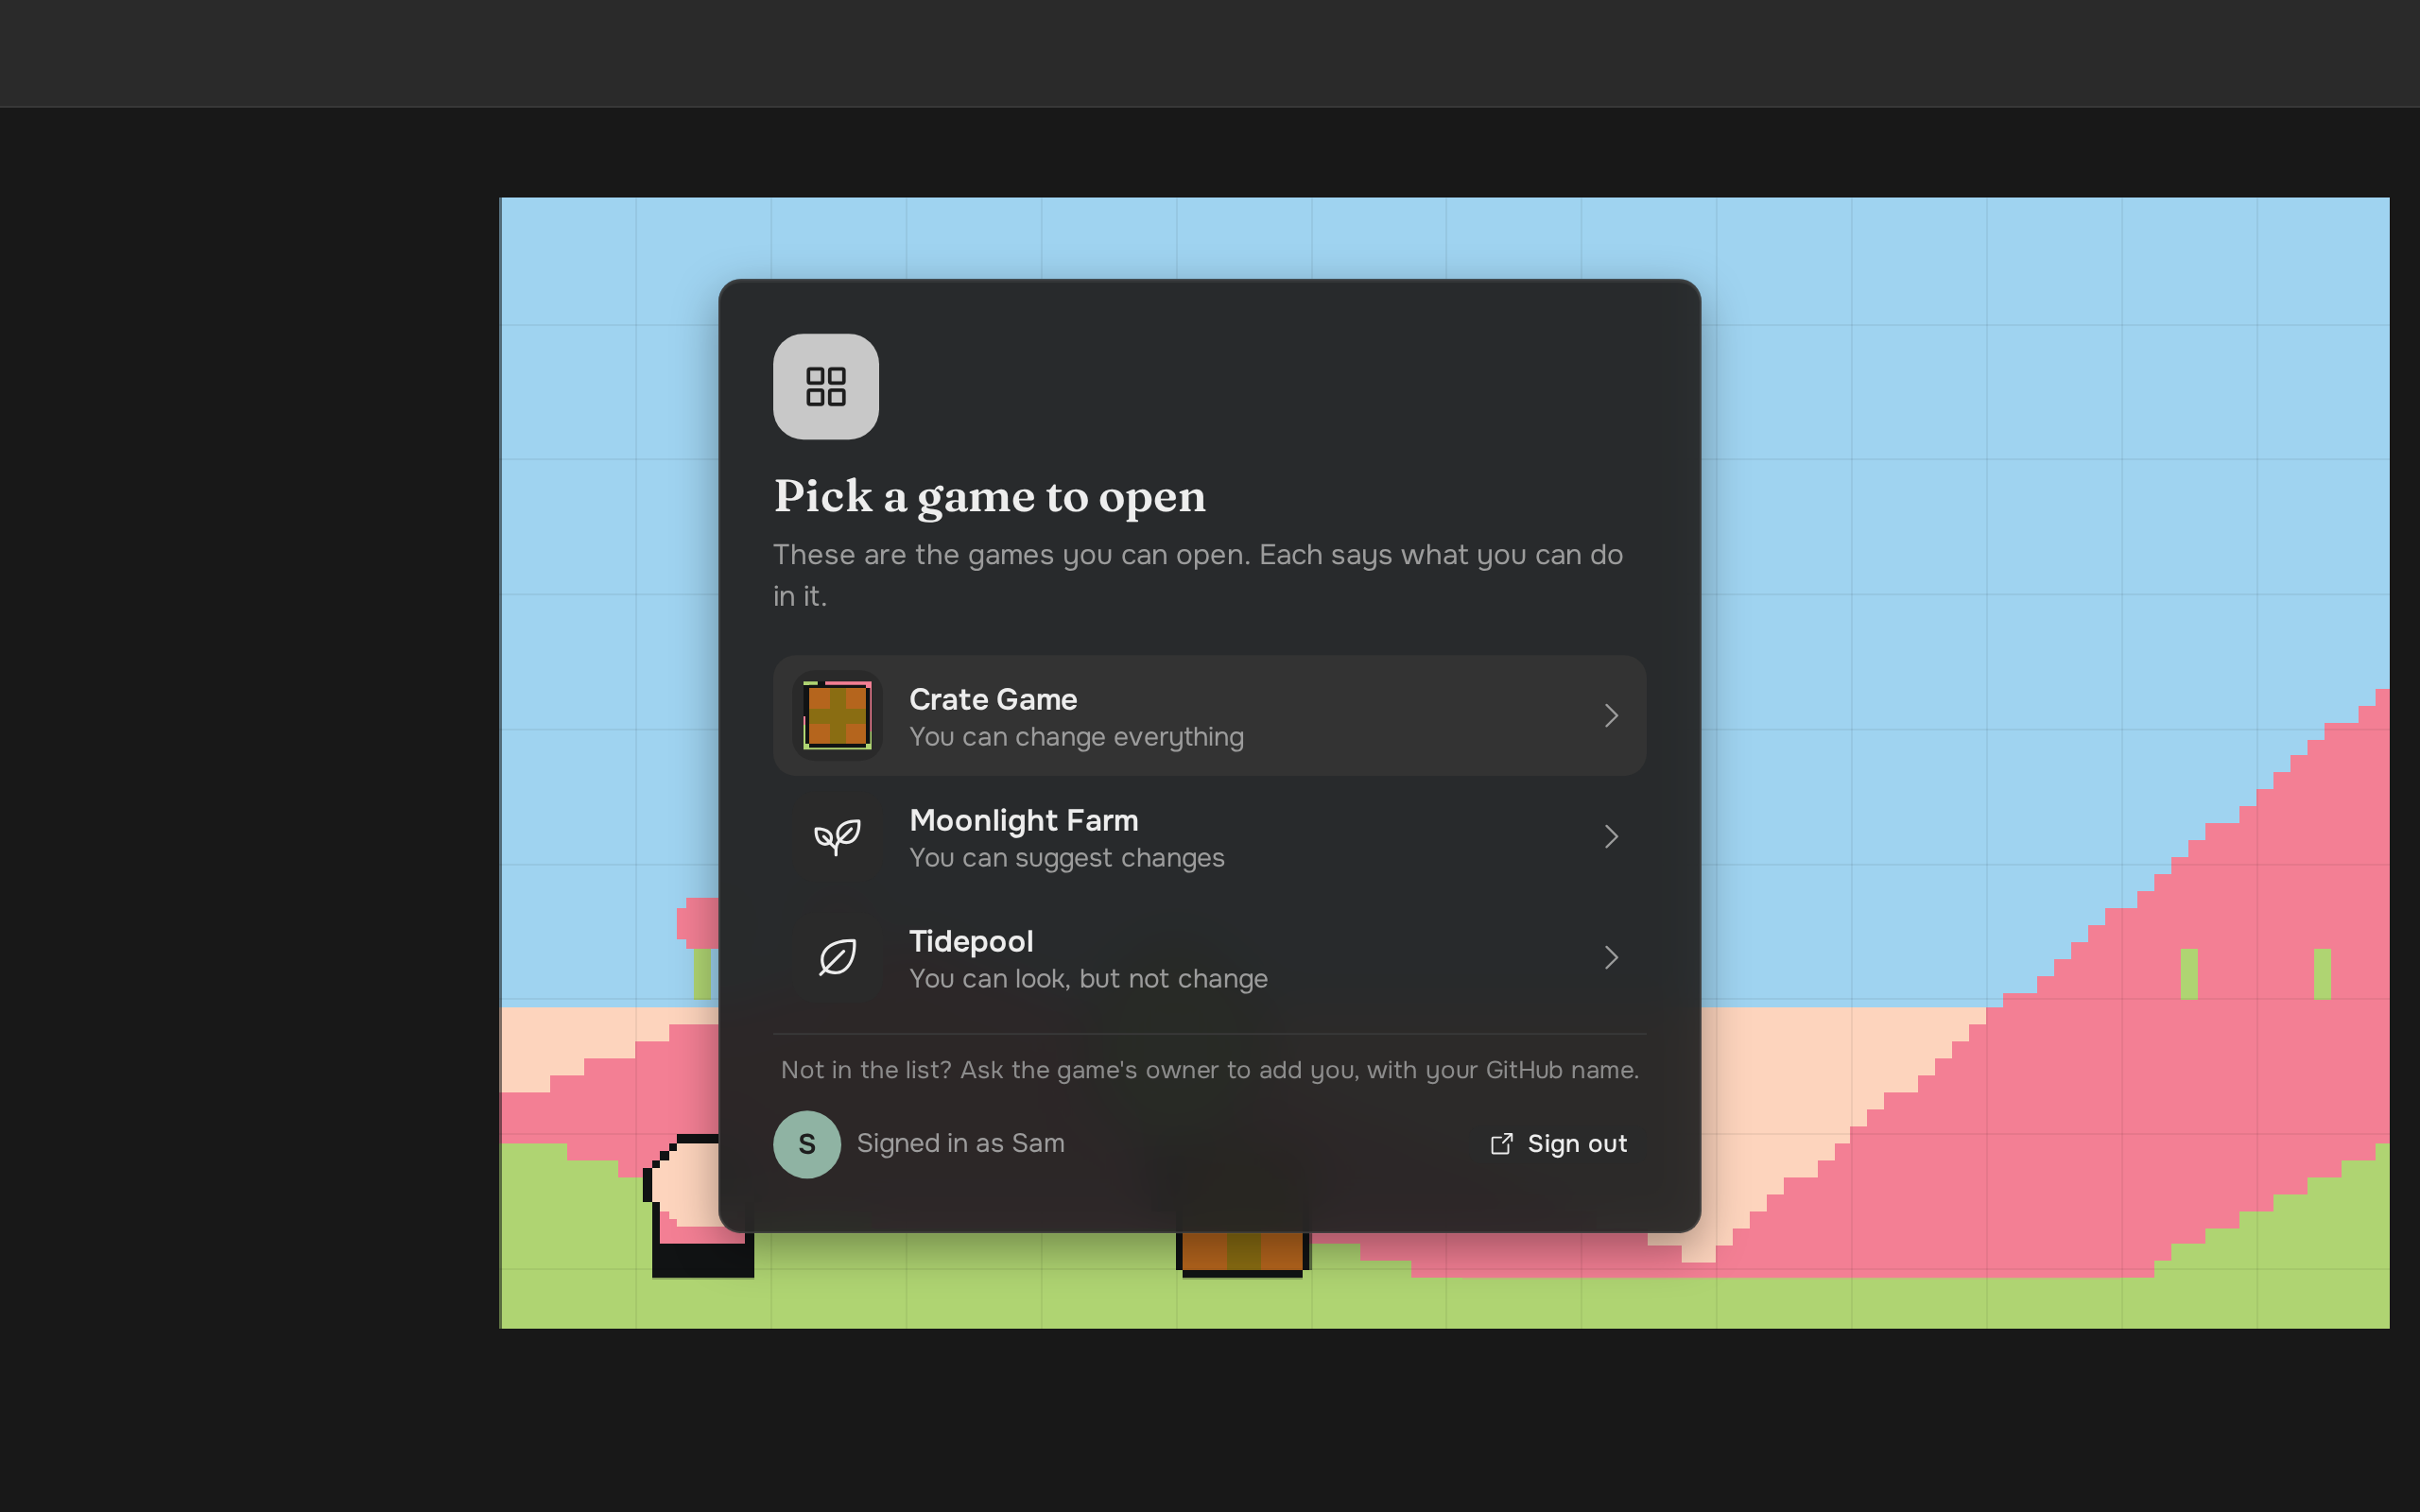 Pick a game to open
These are the games you can open. Each says what you can do
in it.
Crate Game
You can change everything
Moonlight Farm
You can suggest changes
Tidepool
You can look, but not change
Not in the list? Ask the game's owner to add you, with your GitHub name.
S Signed in as Sam Sign out